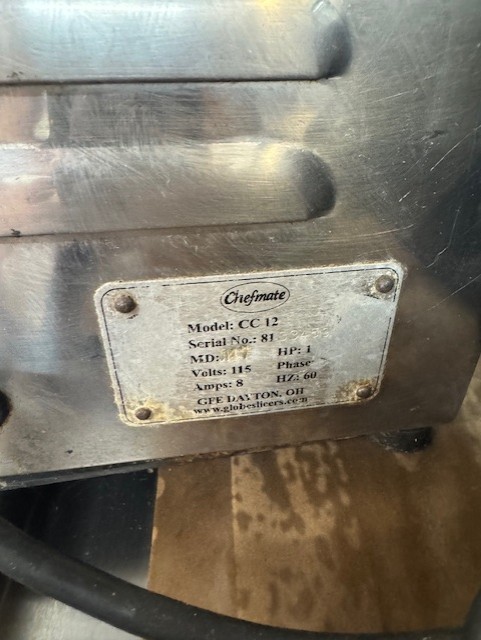 Chefmate
Model: CC 12
Serial No.: 81
MD: HP: 1
Volts: 115 Phase
Amps: 8 HZ: 60
GFE DAYTON, OH
www.globeslicers.com